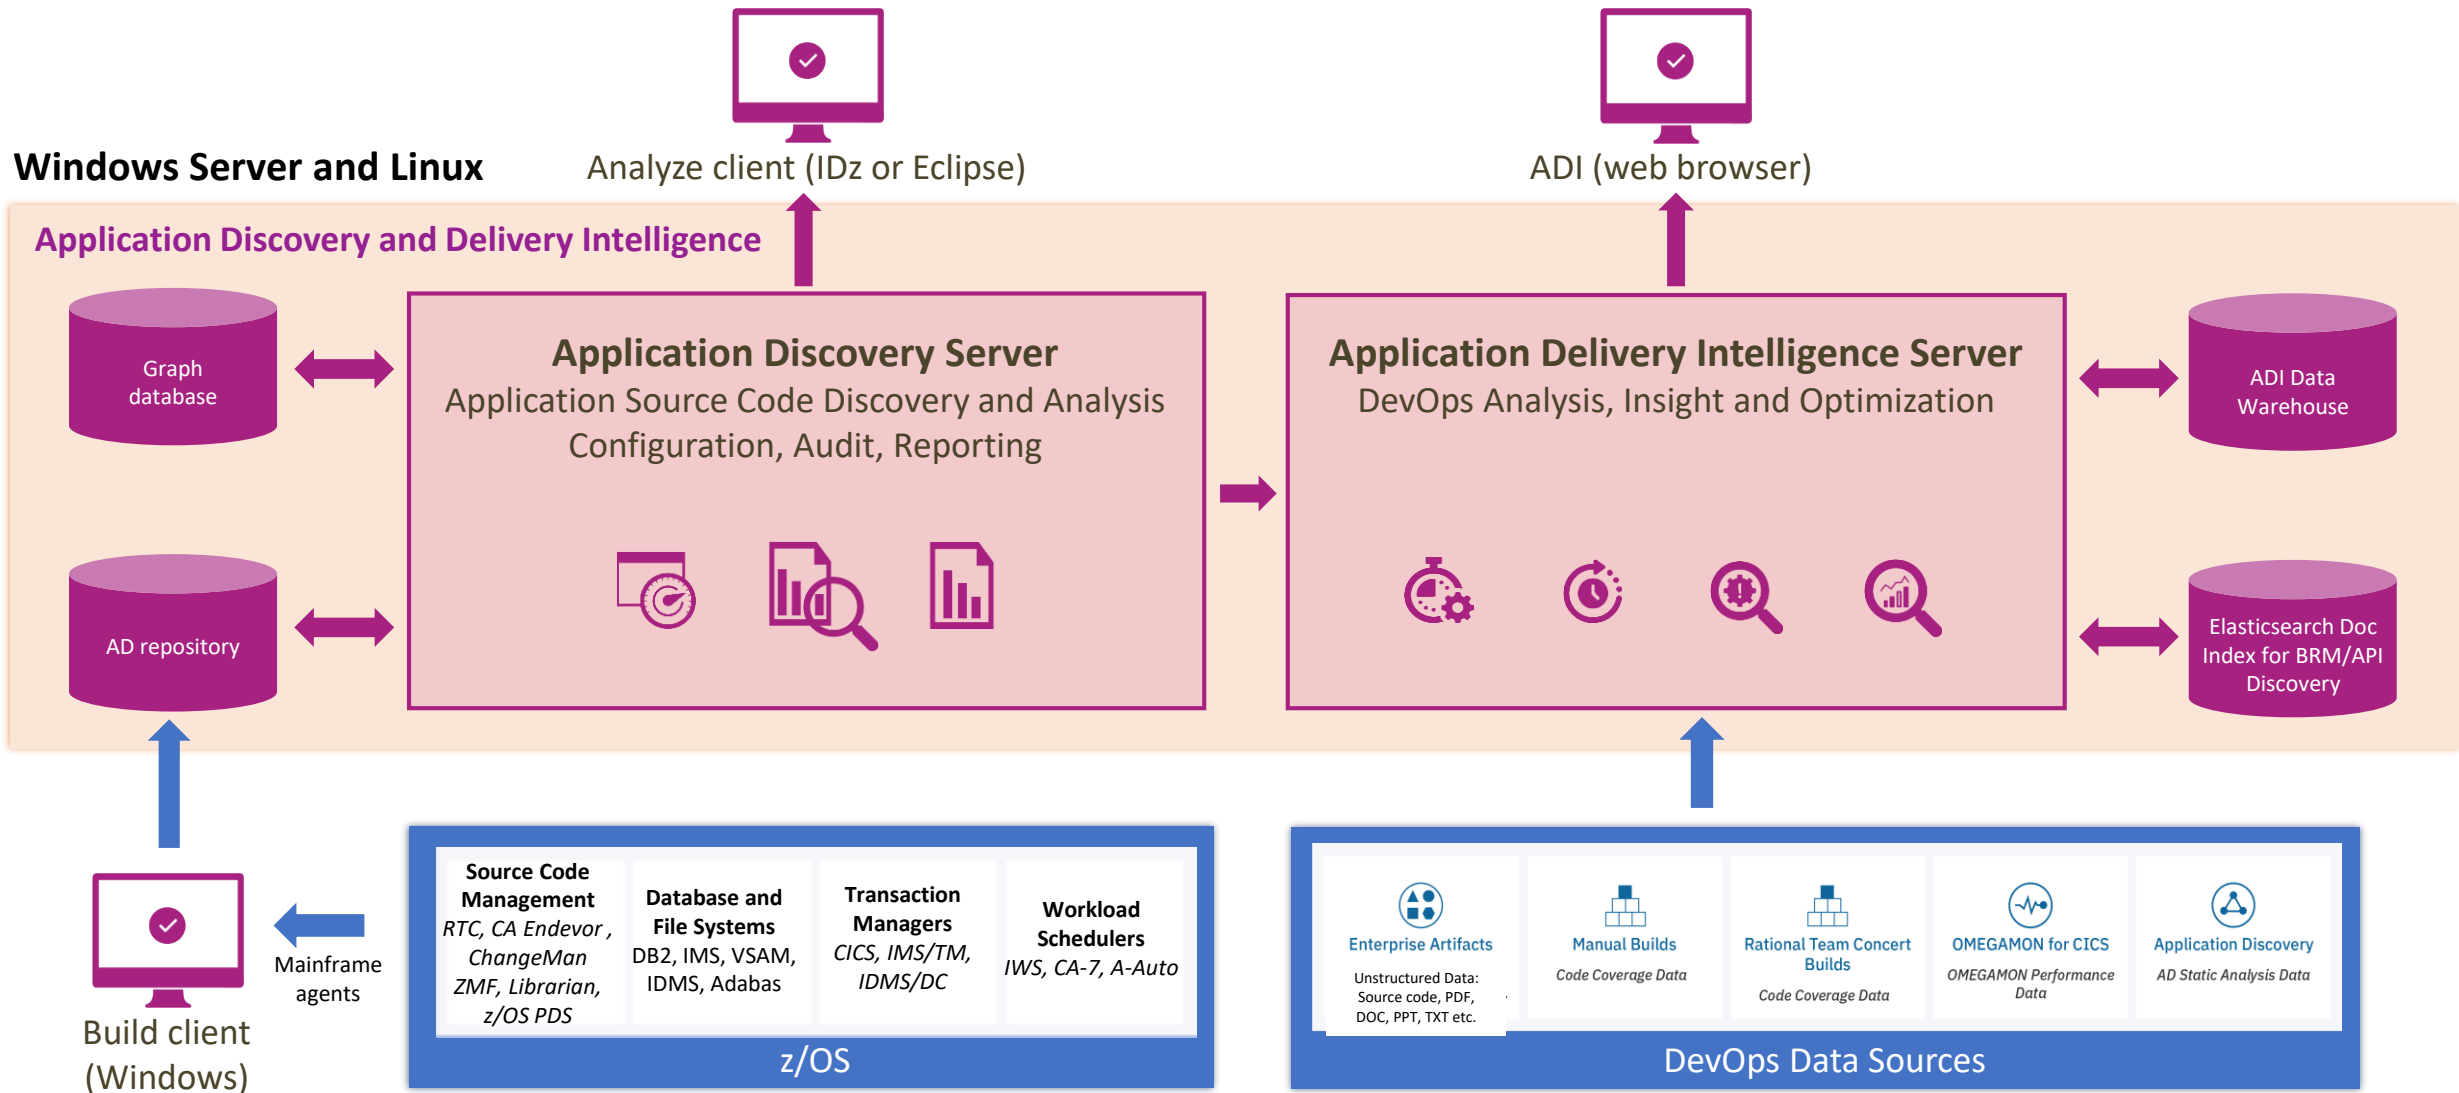 Windows Server and Linux
Analyze client (IDz or Eclipse)
ADI (web browser)
Application Discovery and Delivery Intelligence
Graph
database
Application Discovery Server
Application Source Code Discovery and Analysis
Configuration, Audit, Reporting
Application Delivery Intelligence Server
DevOps Analysis, Insight and Optimization
ADI Data
Warehouse
AD repository
Elasticsearch Doc
Index for BRM/API
Discovery
Build client
(Windows)
Mainframe
agents
Source Code
Management
RTC, CA Endevor ,
ChangeMan
ZMF, Librarian,
z/OS PDS
Database and
File Systems
DB2, IMS, VSAM,
IDMS, Adabas
Transaction
Managers
CICS, IMS/TM,
IDMS/DC
Workload
Schedulers
IWS, CA-7, A-Auto
z/OS
Enterprise Artifacts
Unstructured Data:
Source code, PDF,
DOC, PPT, TXT etc.
Manual Builds
Code Coverage Data
Rational Team Concert
Builds
Code Coverage Data
OMEGAMON for CICS
OMEGAMON Performance
Data
Application Discovery
AD Static Analysis Data
DevOps Data Sources